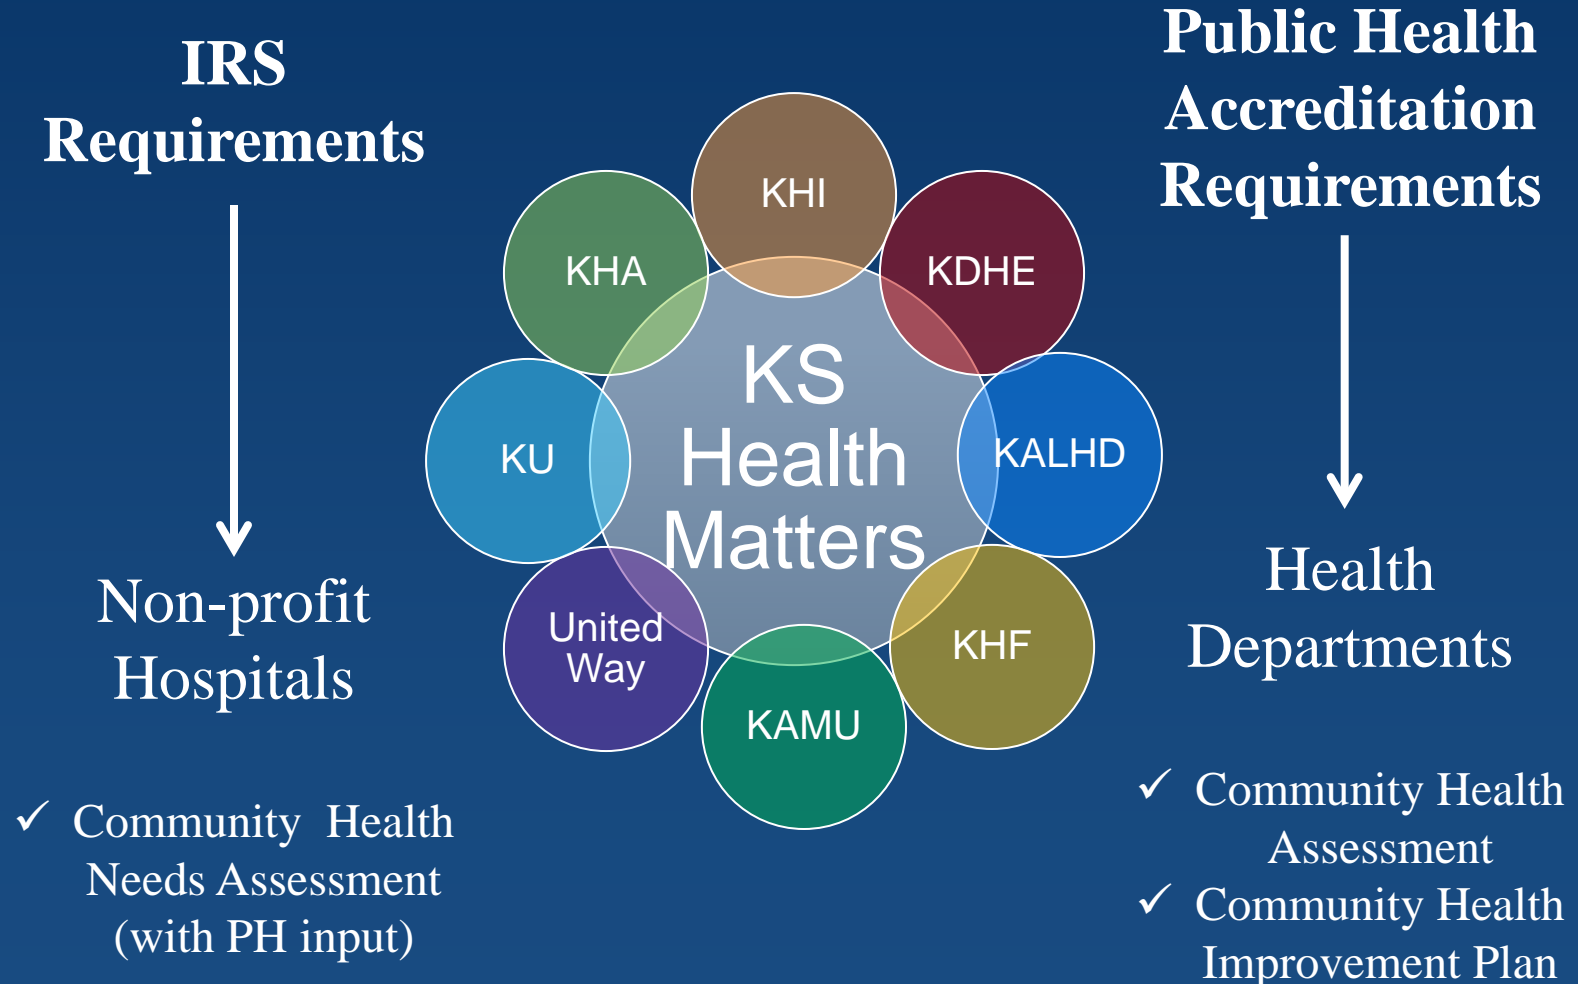 IRS
Requirements
Non-profit
Hospitals
✓ Community Health
Needs Assessment
(with PH input)
KHI
KDHE
KALHD
KHF
KAMU
United
Way
KU
KHA
KS
Health
Matters
Public Health
Accreditation
Requirements
Health
Departments
✓ Community Health
Assessment
✓ Community Health
Improvement Plan